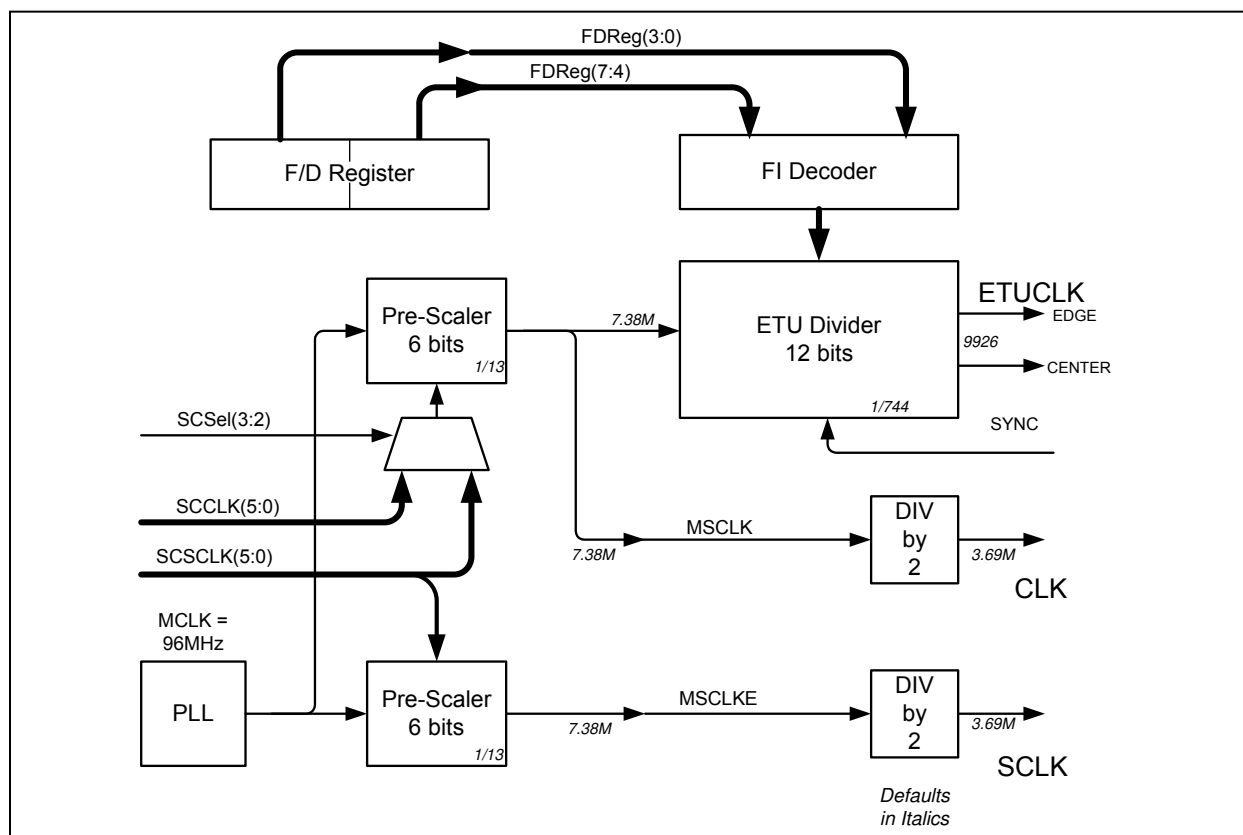 FDReg(3:0)
FDReg(7:4)
F/D Register
FI Decoder
Pre-Scaler
6 bits
1/13
7.38M
ETU Divider
12 bits
1/744
ETUCLK
EDGE
9926
CENTER
SYNC
SCSel(3:2)
SCCLK(5:0)
SCSCLK(5:0)
MSCLK
7.38M
DIV
by
2
3.69M
CLK
MCLK =
96MHz
PLL
Pre-Scaler
6 bits
1/13
MSCLKE
7.38M
DIV
by
2
3.69M
SCLK
Defaults
in Italics